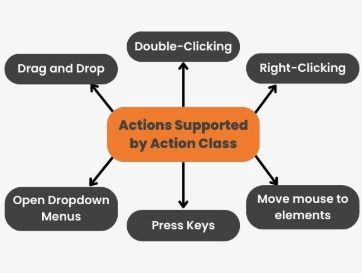 Double-Clicking
Drag and Drop
Right-Clicking
Actions Supported
by Action Class
Open Dropdown
Menus
Press Keys
Move mouse to
elements